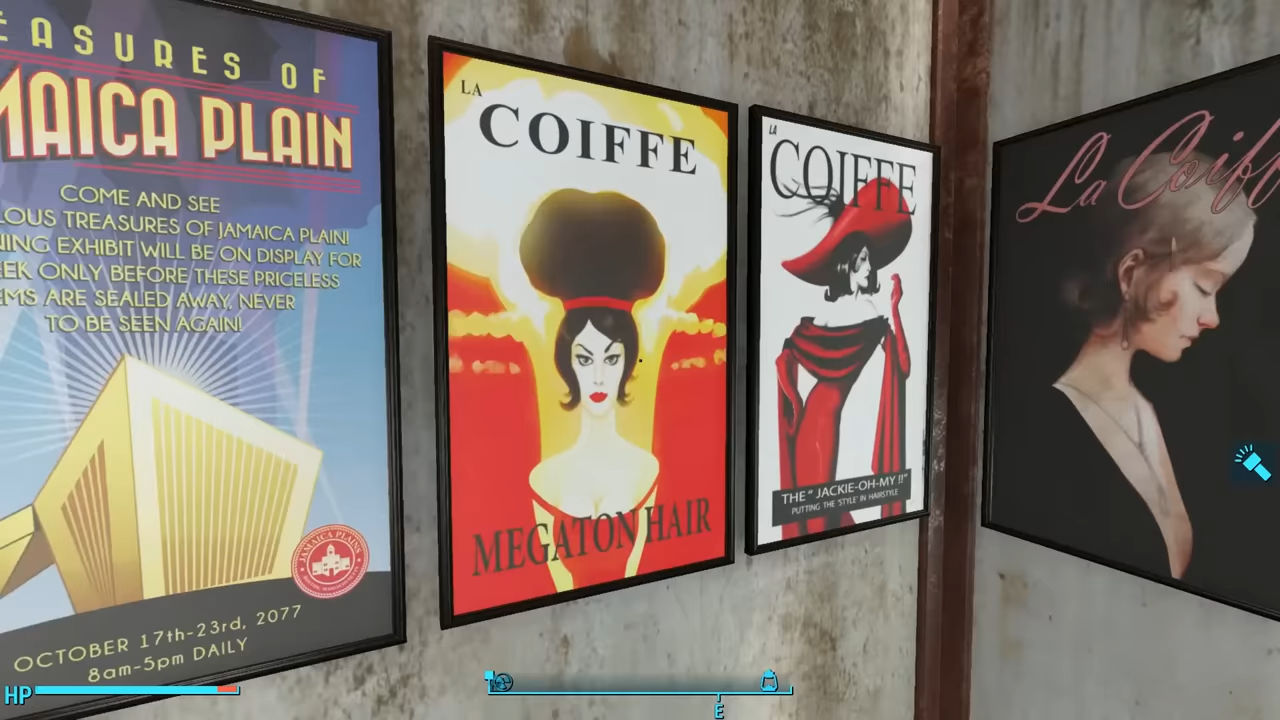 EASURES OF
MAICA PLAIN
COME AND SEE
LOUS TREASURES OF JAMAICA PLAIN!
NING EXHIBIT WILL BE ON DISPLAY FOR
EEK ONLY BEFORE THESE PRICELESS
EMS ARE SEALED AWAY, NEVER
TO BE SEEN AGAIN!
JAMAICA PLAINS
OCTOBER 17th-23rd, 2077
8am-5pm DAILY
LA
COIFFE
MEGATON HAIR
LA
COIFFE
THE "JACKIE-OH-MY!!"
PUTTING THE 'STYLE' IN HAIRSTYLE
La Coiff
HP
E